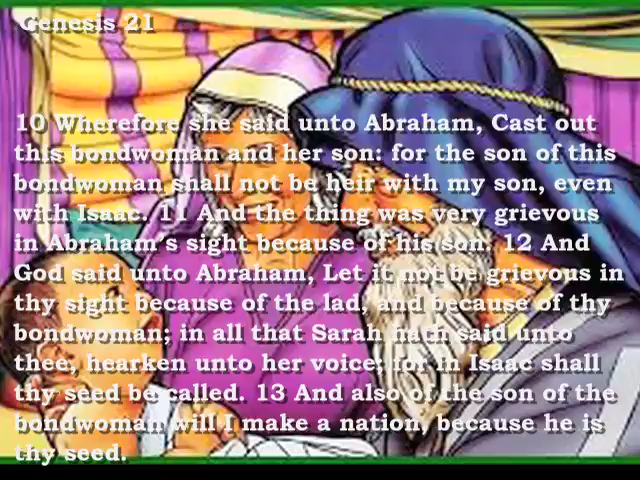 Genesis 21
10 Wherefore she said unto Abraham, Cast out
this bondwoman and her son: for the son of this
bondwoman shall not be heir with my son, even
with Isaac. 11 And the thing was very grievous
in Abraham's sight because of his son. 12 And
God said unto Abraham, Let it not be grievous in
thy sight because of the lad, and because of thy
bondwoman; in all that Sarah hath said unto
thee, hearken unto her voice; for in Isaac shall
thy seed be called. 13 And also of the son of the
bondwoman will I make a nation, because he is
thy seed.